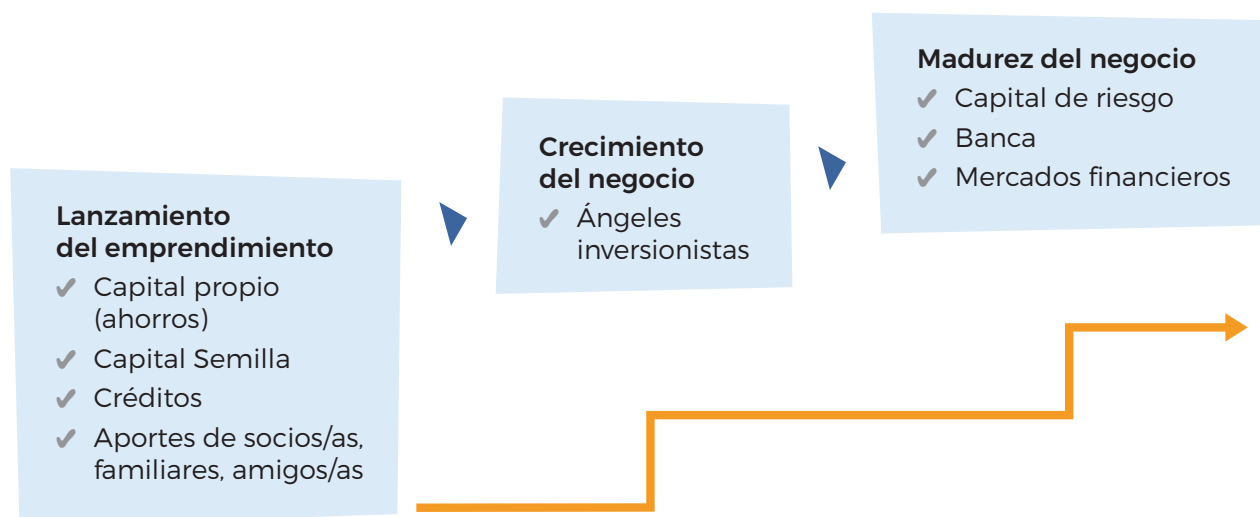 Lanzamiento
del emprendimiento
✔ Capital propio
(ahorros)
✔ Capital Semilla
✔ Créditos
✔ Aportes de socios/as,
familiares, amigos/as
Crecimiento
del negocio
✔ Ángeles
inversionistas
Madurez del negocio
✔ Capital de riesgo
✔ Banca
✔ Mercados financieros